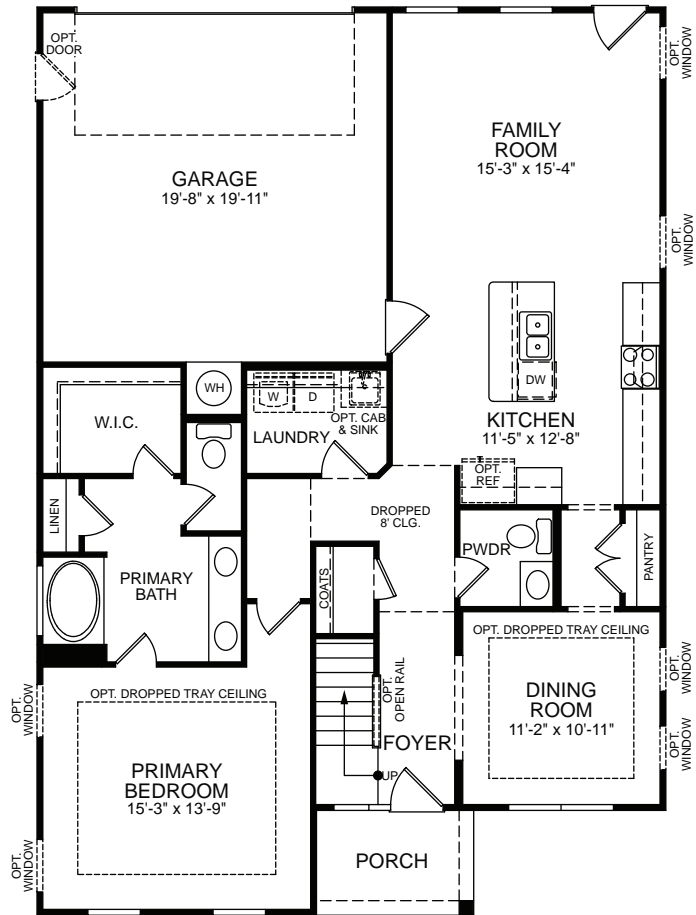 OPT.
DOOR
GARAGE
19'-8" x 19'-11"
FAMILY
ROOM
15'-3" x 15'-4"
OPT.
WINDOW
OPT.
WINDOW
WH
W
D
OPT. CAB
& SINK
LAUNDRY
W.I.C.
DW
KITCHEN
11'-5" x 12'-8"
OPT.
REF
LINEN
DROPPED
8' CLG.
PWDR
PANTRY
PRIMARY
BATH
COATS
OPT. DROPPED TRAY CEILING
DINING
ROOM
11'-2" x 10'-11"
OPT.
WINDOW
OPT.
WINDOW
OPT.
OPEN RAIL
FOYER
UP
OPT. DROPPED TRAY CEILING
OPT.
WINDOW
PRIMARY
BEDROOM
15'-3" x 13'-9"
OPT.
WINDOW
PORCH